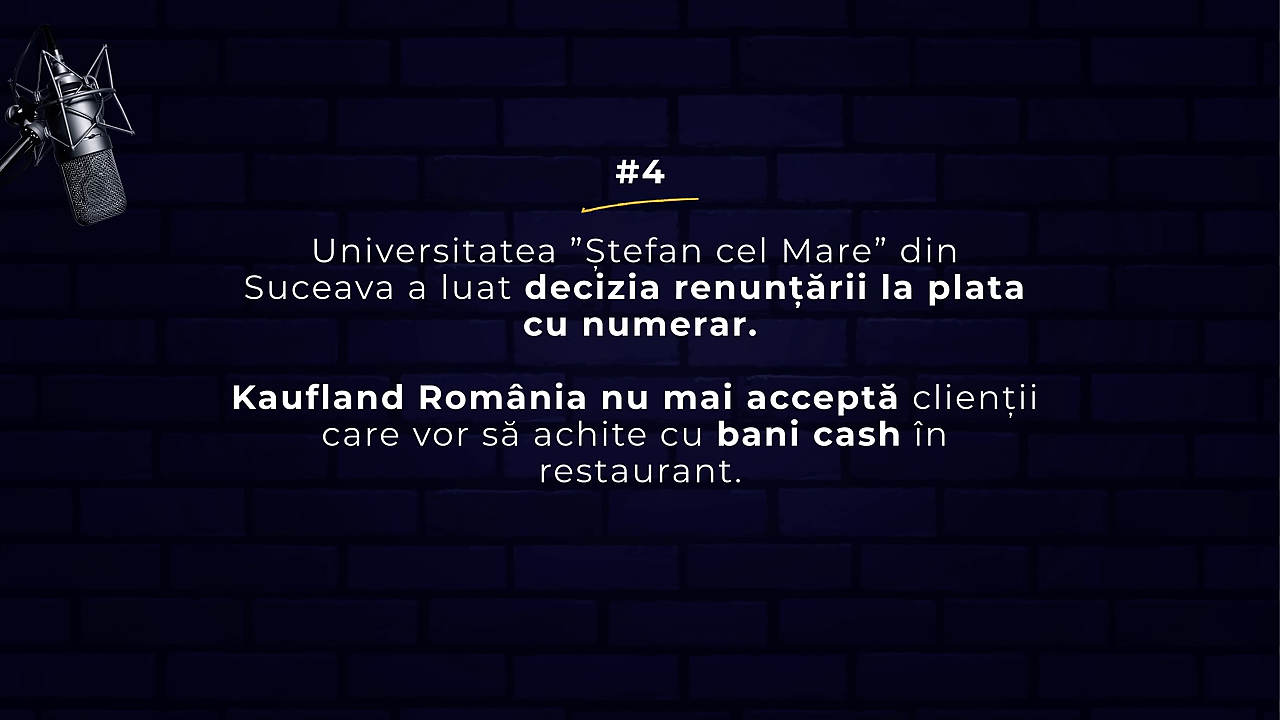 #4
Universitatea ”Ștefan cel Mare” din
Suceava a luat decizia renunțării la plata
cu numerar.
Kaufland România nu mai acceptă clienții
care vor să achite cu bani cash în
restaurant.